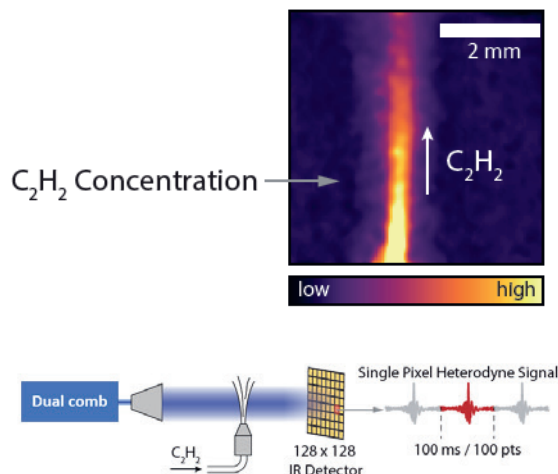 2 mm
C₂H₂
C₂H₂ Concentration
low high
Single Pixel Heterodyne Signal
Dual comb
C₂H₂
128 x 128
IR Detector
100 ms / 100 pts